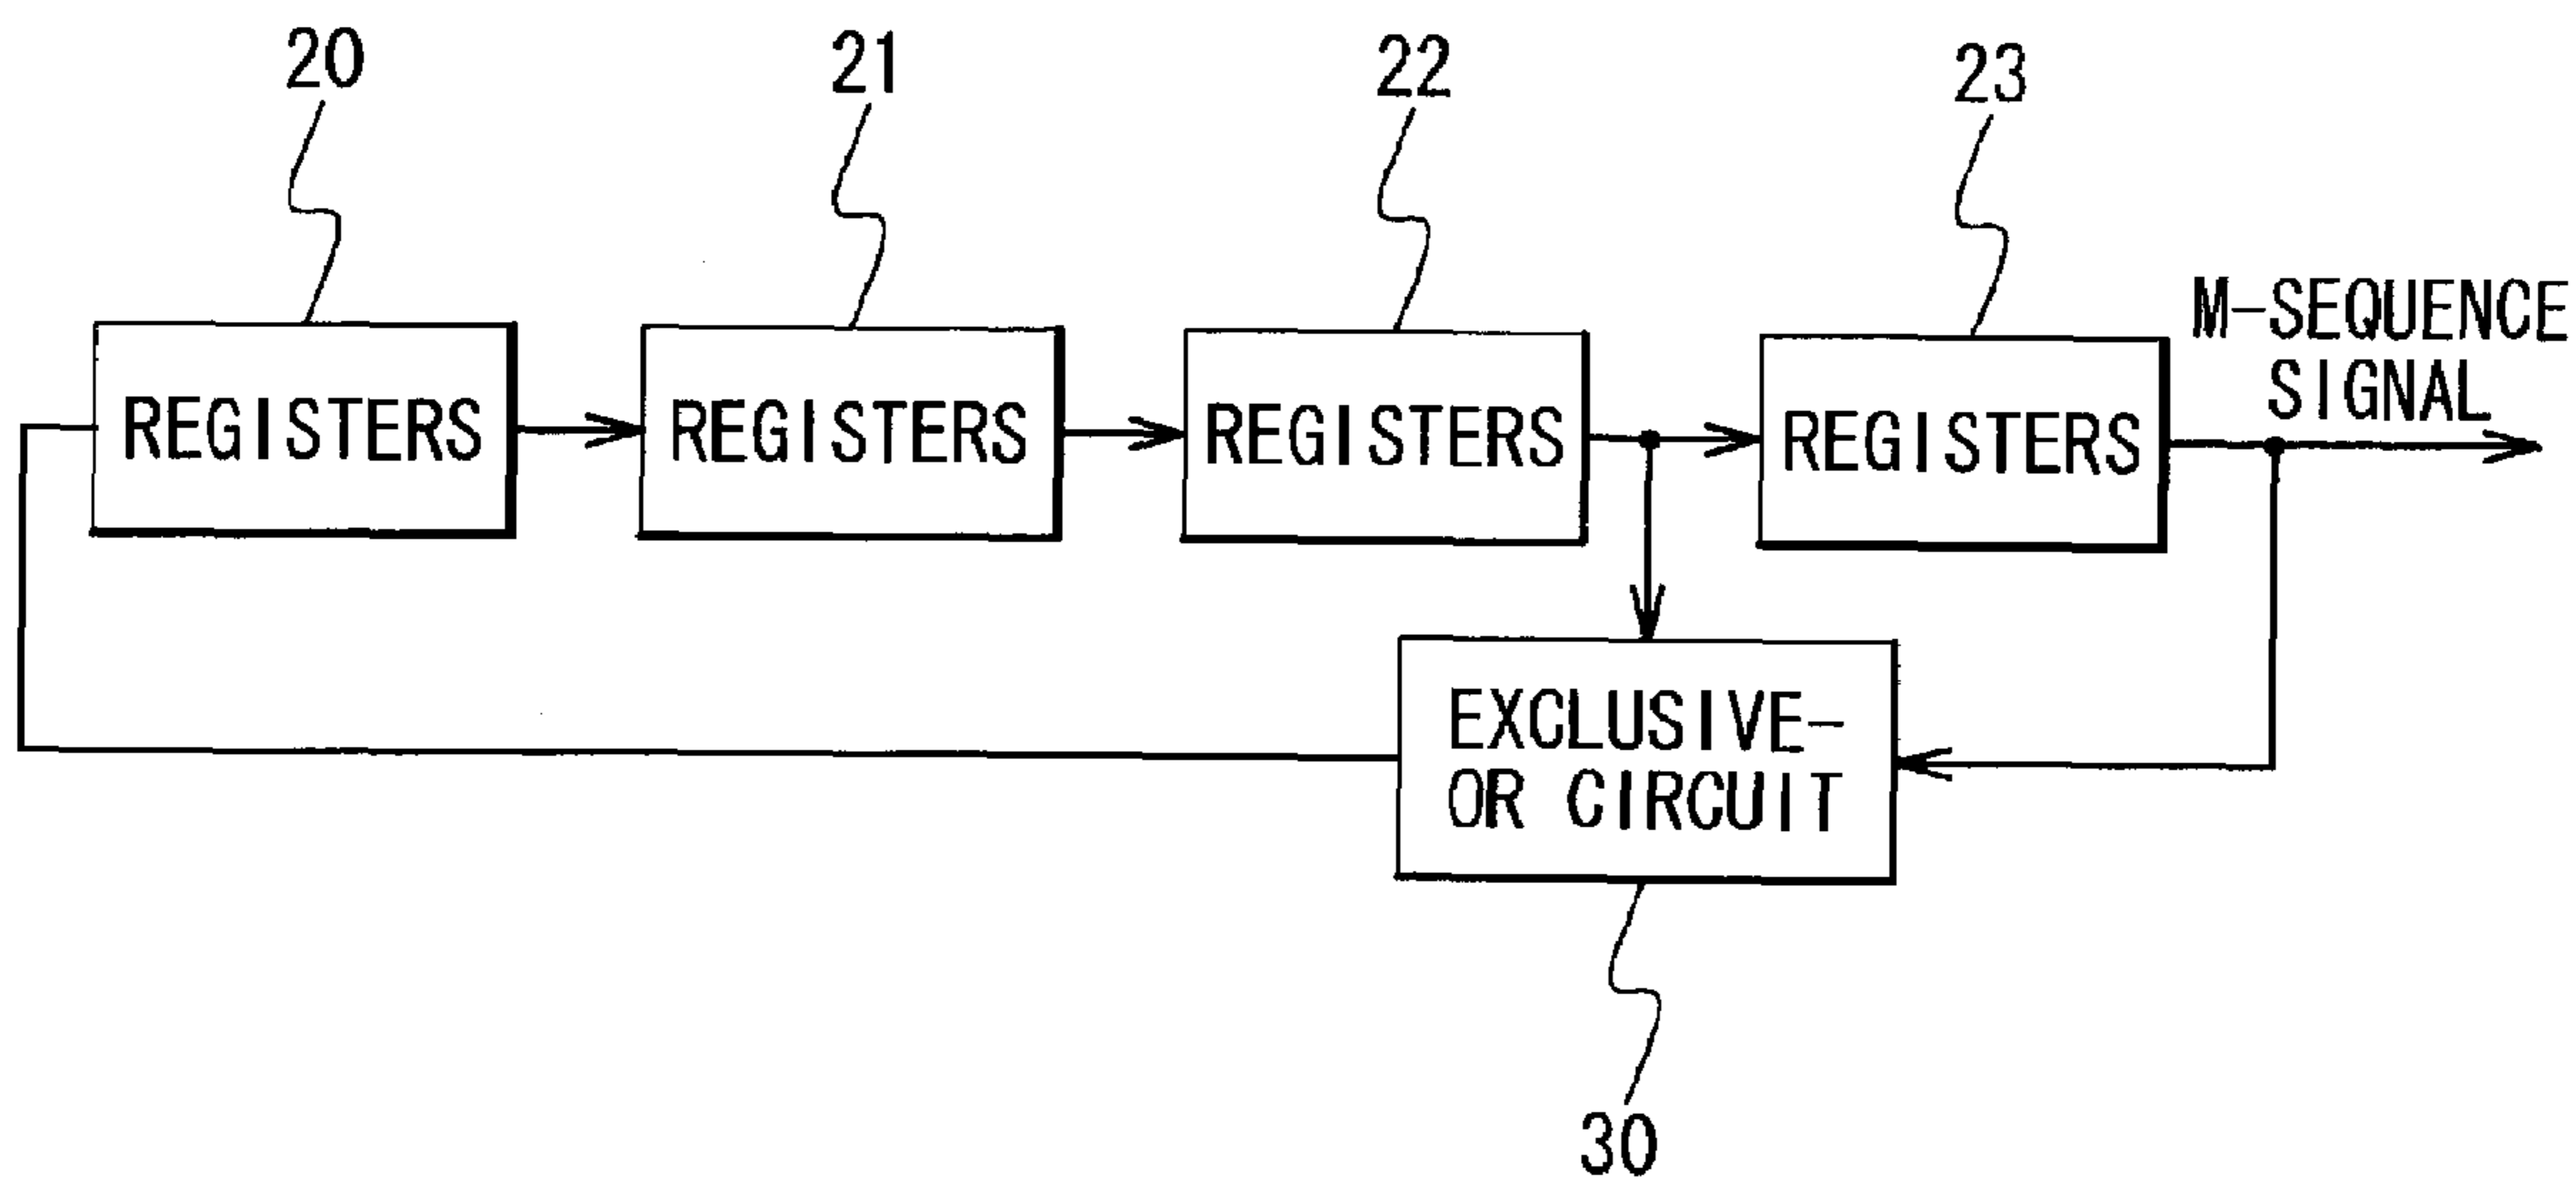 20
21
22
23
M-SEQUENCE
SIGNAL
REGISTERS
REGISTERS
REGISTERS
REGISTERS
EXCLUSIVE-
OR CIRCUIT
30